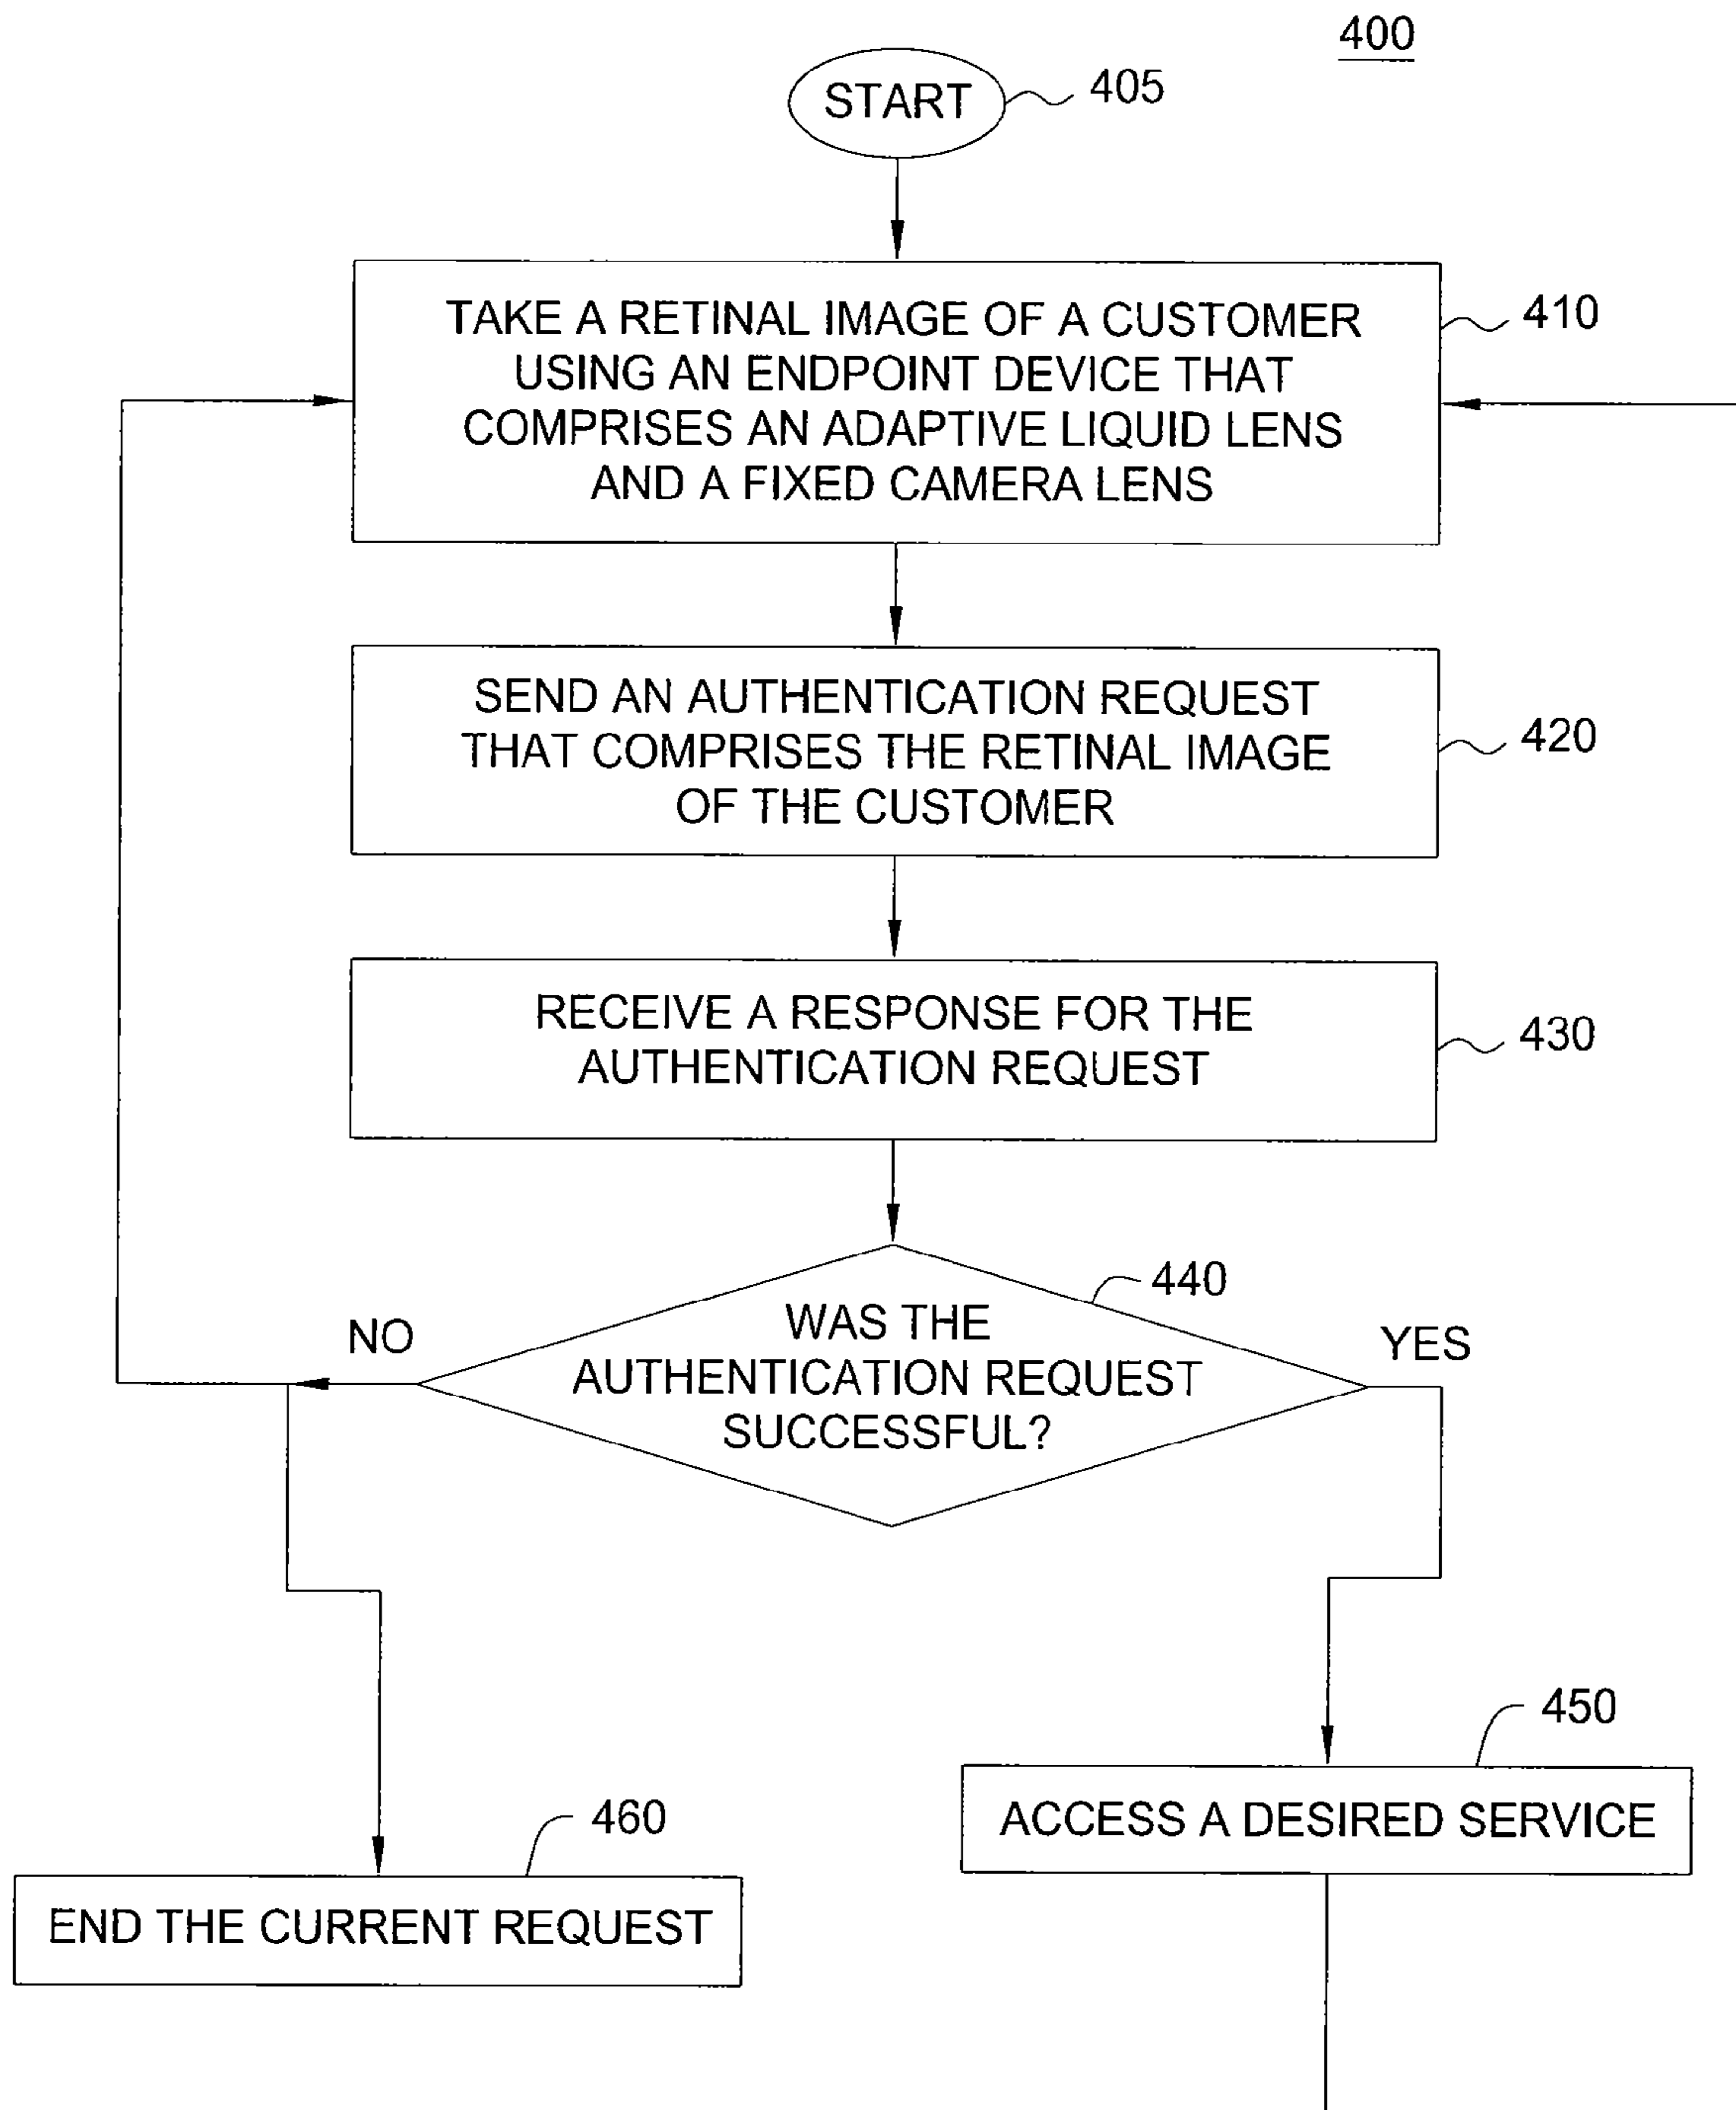 400
START
405
TAKE A RETINAL IMAGE OF A CUSTOMER
USING AN ENDPOINT DEVICE THAT
COMPRISES AN ADAPTIVE LIQUID LENS
AND A FIXED CAMERA LENS
410
SEND AN AUTHENTICATION REQUEST
THAT COMPRISES THE RETINAL IMAGE
OF THE CUSTOMER
420
RECEIVE A RESPONSE FOR THE
AUTHENTICATION REQUEST
430
440
WAS THE
AUTHENTICATION REQUEST
SUCCESSFUL?
NO
YES
450
ACCESS A DESIRED SERVICE
460
END THE CURRENT REQUEST